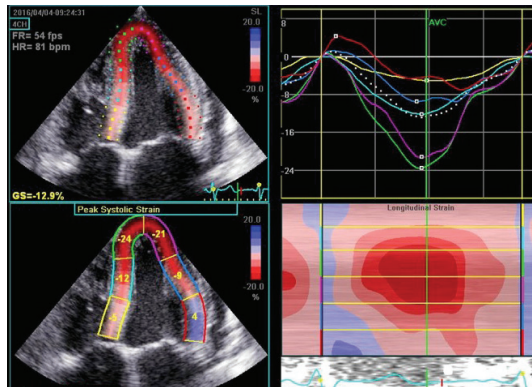 2016/04/04-09:24:31
4CH
FR= 54 fps
HR= 81 bpm
SL
20.0
-20.0
%
GS=-12.9%
8
AVC
0
-8
-16
-24
Peak Systolic Strain
20.0
-20.0
%
-24
-21
-12
-9
-5
4
Longitudinal Strain